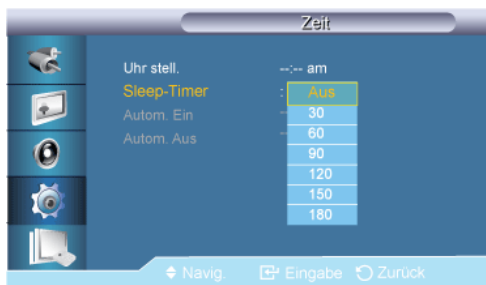 Zeit
Uhr stell. --:-- am
Sleep-Timer : Aus
Autom. Ein -- 30
60
Autom. Aus --
90
120
150
180
Navig. Eingabe Zurück